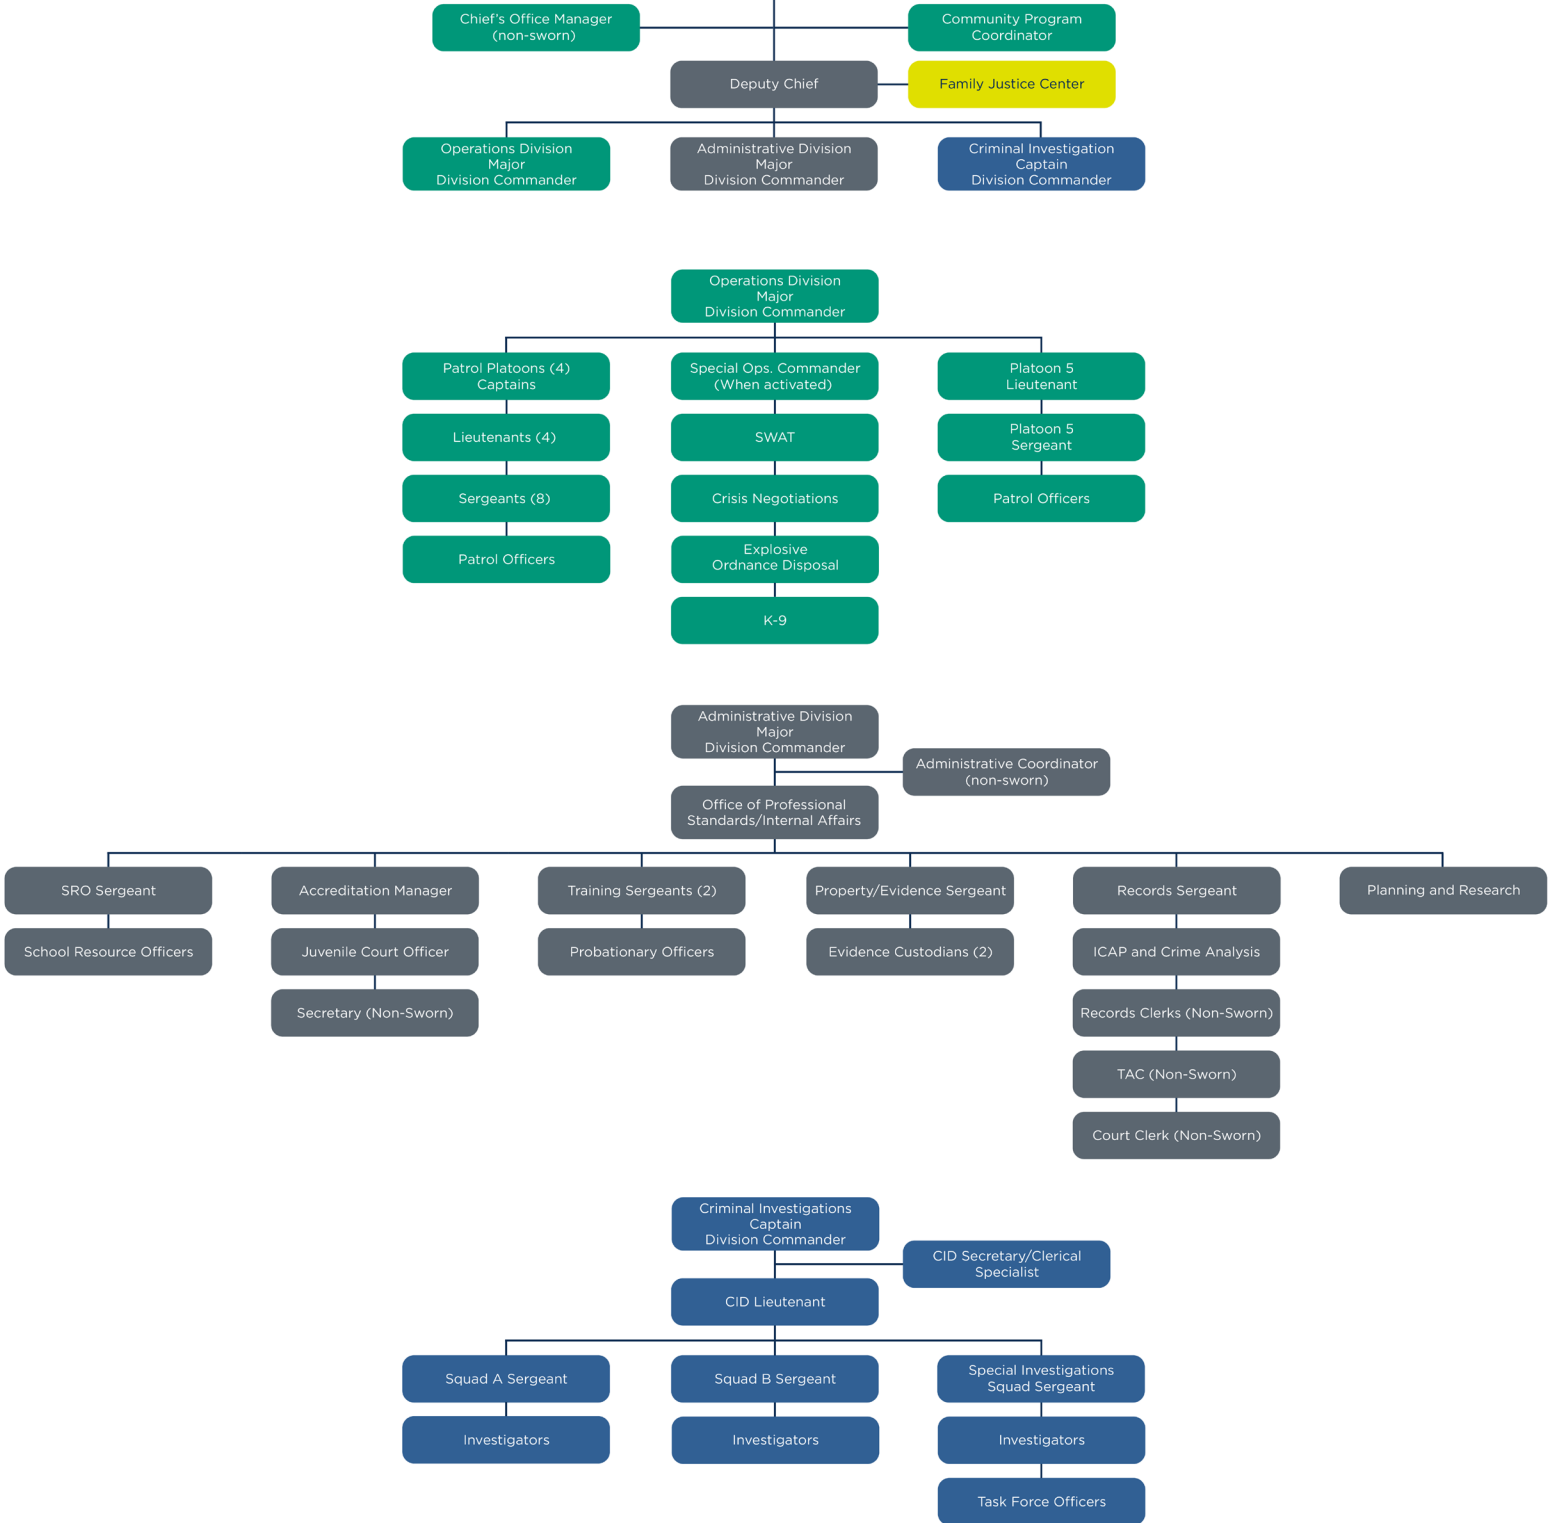 Chief's Office Manager
(non-sworn)
Community Program
Coordinator
Deputy Chief
Family Justice Center
Operations Division
Major
Division Commander
Administrative Division
Major
Division Commander
Criminal Investigation
Captain
Division Commander
Operations Division
Major
Division Commander
Patrol Platoons (4)
Captains
Special Ops. Commander
(When activated)
Platoon 5
Lieutenant
Lieutenants (4)
SWAT
Platoon 5
Sergeant
Sergeants (8)
Crisis Negotiations
Patrol Officers
Patrol Officers
Explosive
Ordnance Disposal
K-9
Administrative Division
Major
Division Commander
Administrative Coordinator
(non-sworn)
Office of Professional
Standards/Internal Affairs
SRO Sergeant
Accreditation Manager
Training Sergeants (2)
Property/Evidence Sergeant
Records Sergeant
Planning and Research
School Resource Officers
Juvenile Court Officer
Probationary Officers
Evidence Custodians (2)
ICAP and Crime Analysis
Secretary (Non-Sworn)
Records Clerks (Non-Sworn)
TAC (Non-Sworn)
Court Clerk (Non-Sworn)
Criminal Investigations
Captain
Division Commander
CID Secretary/Clerical
Specialist
CID Lieutenant
Squad A Sergeant
Squad B Sergeant
Special Investigations
Squad Sergeant
Investigators
Investigators
Investigators
Task Force Officers